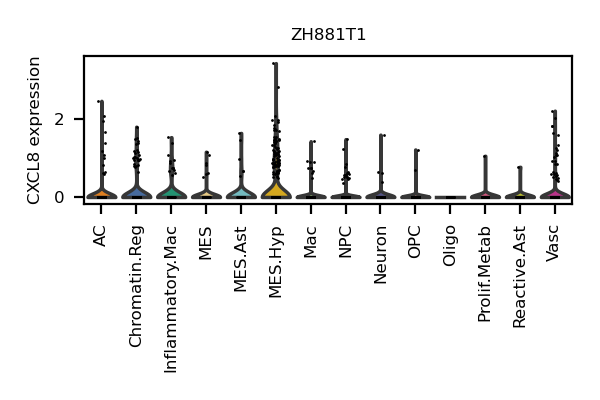 ZH881T1
CXCL8 expression
2
0
AC
Chromatin.Reg
Inflammatory.Mac
MES
MES.Ast
MES.Hyp
Mac
NPC
Neuron
OPC
Oligo
Prolif.Metab
Reactive.Ast
Vasc